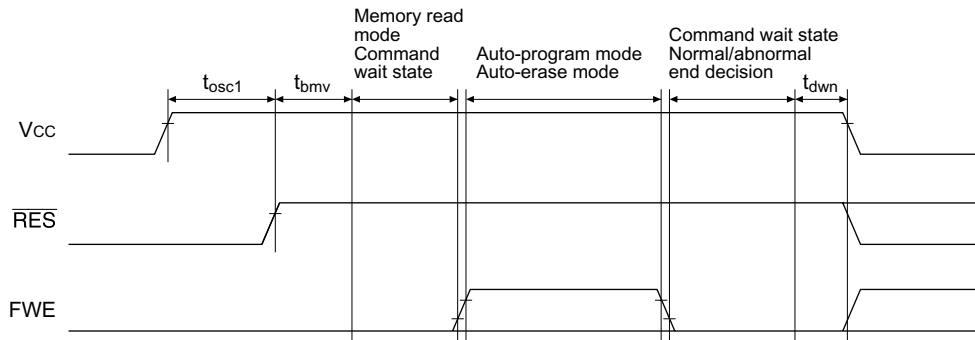 Memory read
mode
Command
wait state
Auto-program mode
Auto-erase mode
Command wait state
Normal/abnormal
end decision
tosc1
tbmv
tdwn
VCC
RES
FWE